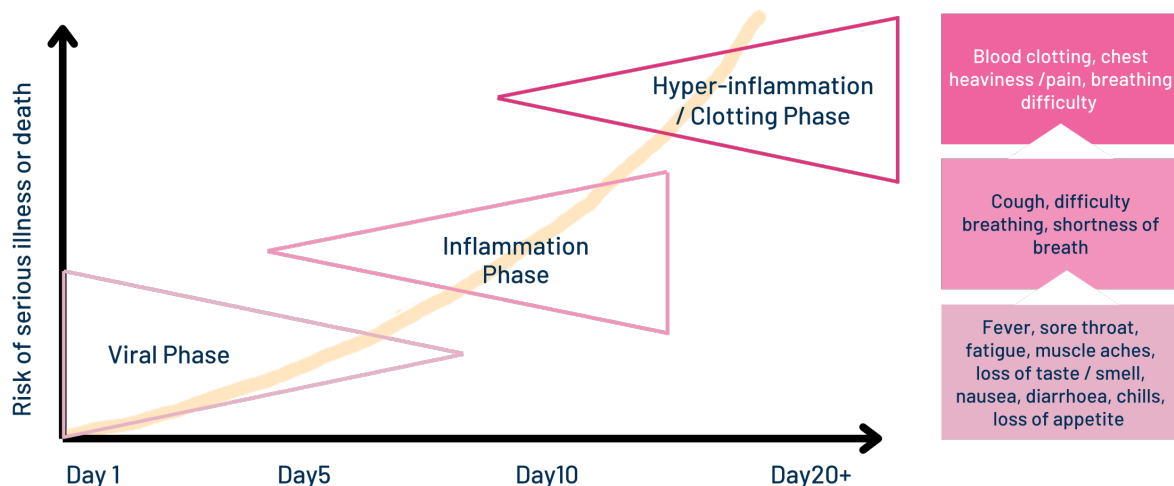 Risk of serious illness or death
Hyper-inflammation
/ Clotting Phase
Inflammation
Phase
Viral Phase
Day 1
Day5
Day10
Day20+
Blood clotting, chest
heaviness /pain, breathing
difficulty
Cough, difficulty
breathing, shortness of
breath
Fever, sore throat,
fatigue, muscle aches,
loss of taste / smell,
nausea, diarrhoea, chills,
loss of appetite